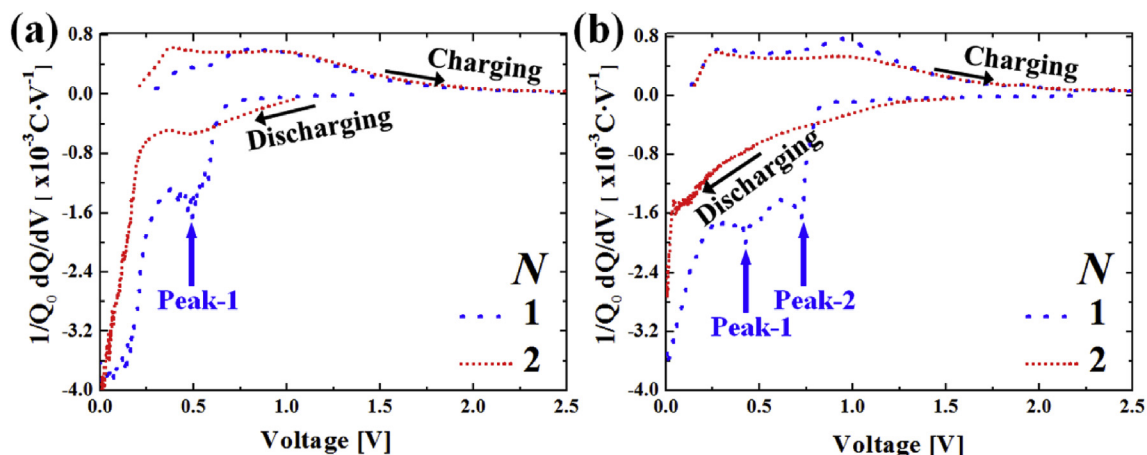 (a)
1/Q₀ dQ/dV [ x10⁻³C·V⁻¹]
0.8
0.0
-0.8
-1.6
-2.4
-3.2
-4.0
Charging
Discharging
Peak-1
N
1
2
0.0 0.5 1.0 1.5 2.0 2.5
Voltage [V]
(b)
1/Q₀ dQ/dV [ x10⁻³C·V⁻¹]
0.8
0.0
-0.8
-1.6
-2.4
-3.2
-4.0
Charging
Discharging
Peak-2
Peak-1
N
1
2
0.0 0.5 1.0 1.5 2.0 2.5
Voltage [V]